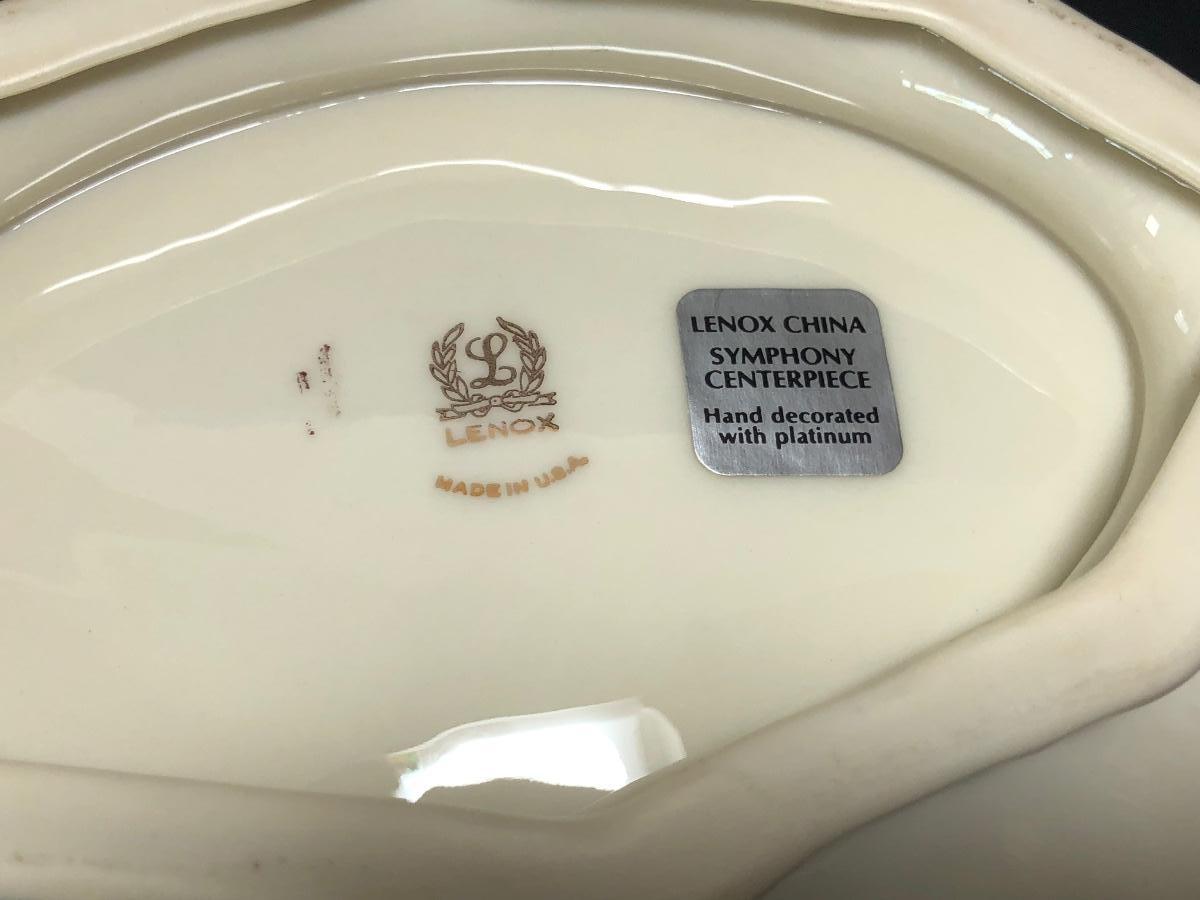 L
LENOX
MADE IN U.S.A.
LENOX CHINA
SYMPHONY
CENTERPIECE
Hand decorated
with platinum